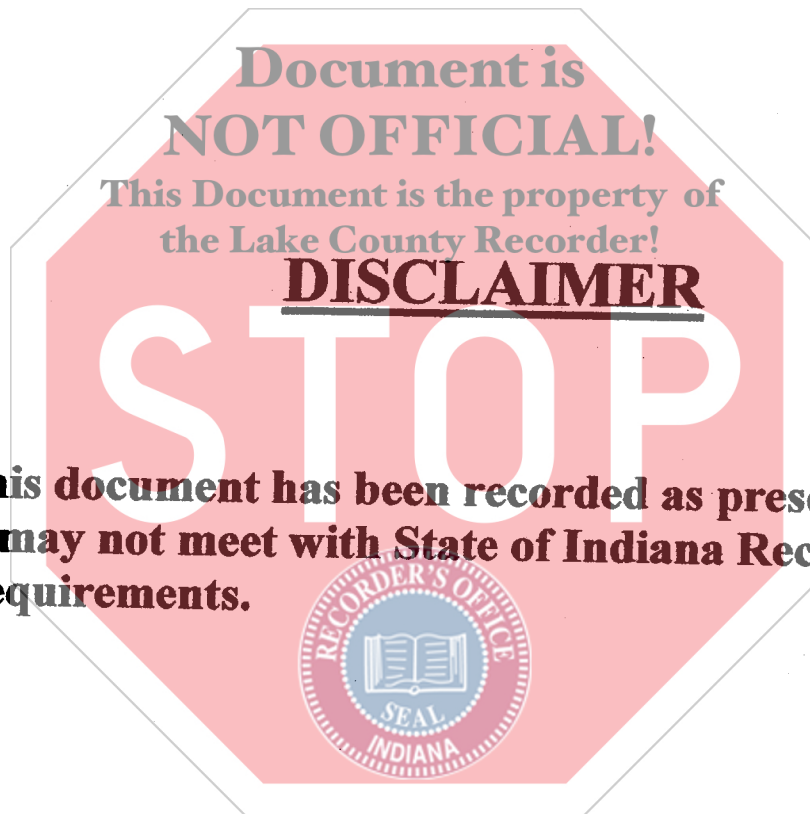 Document is
NOT OFFICIAL!
This Document is the property of
the Lake County Recorder!
DISCLAIMER
STOP
is document has been recorded as pres
may not meet with State of Indiana Rec
equirements.
RECORDER'S OFFICE
SEAL
INDIANA